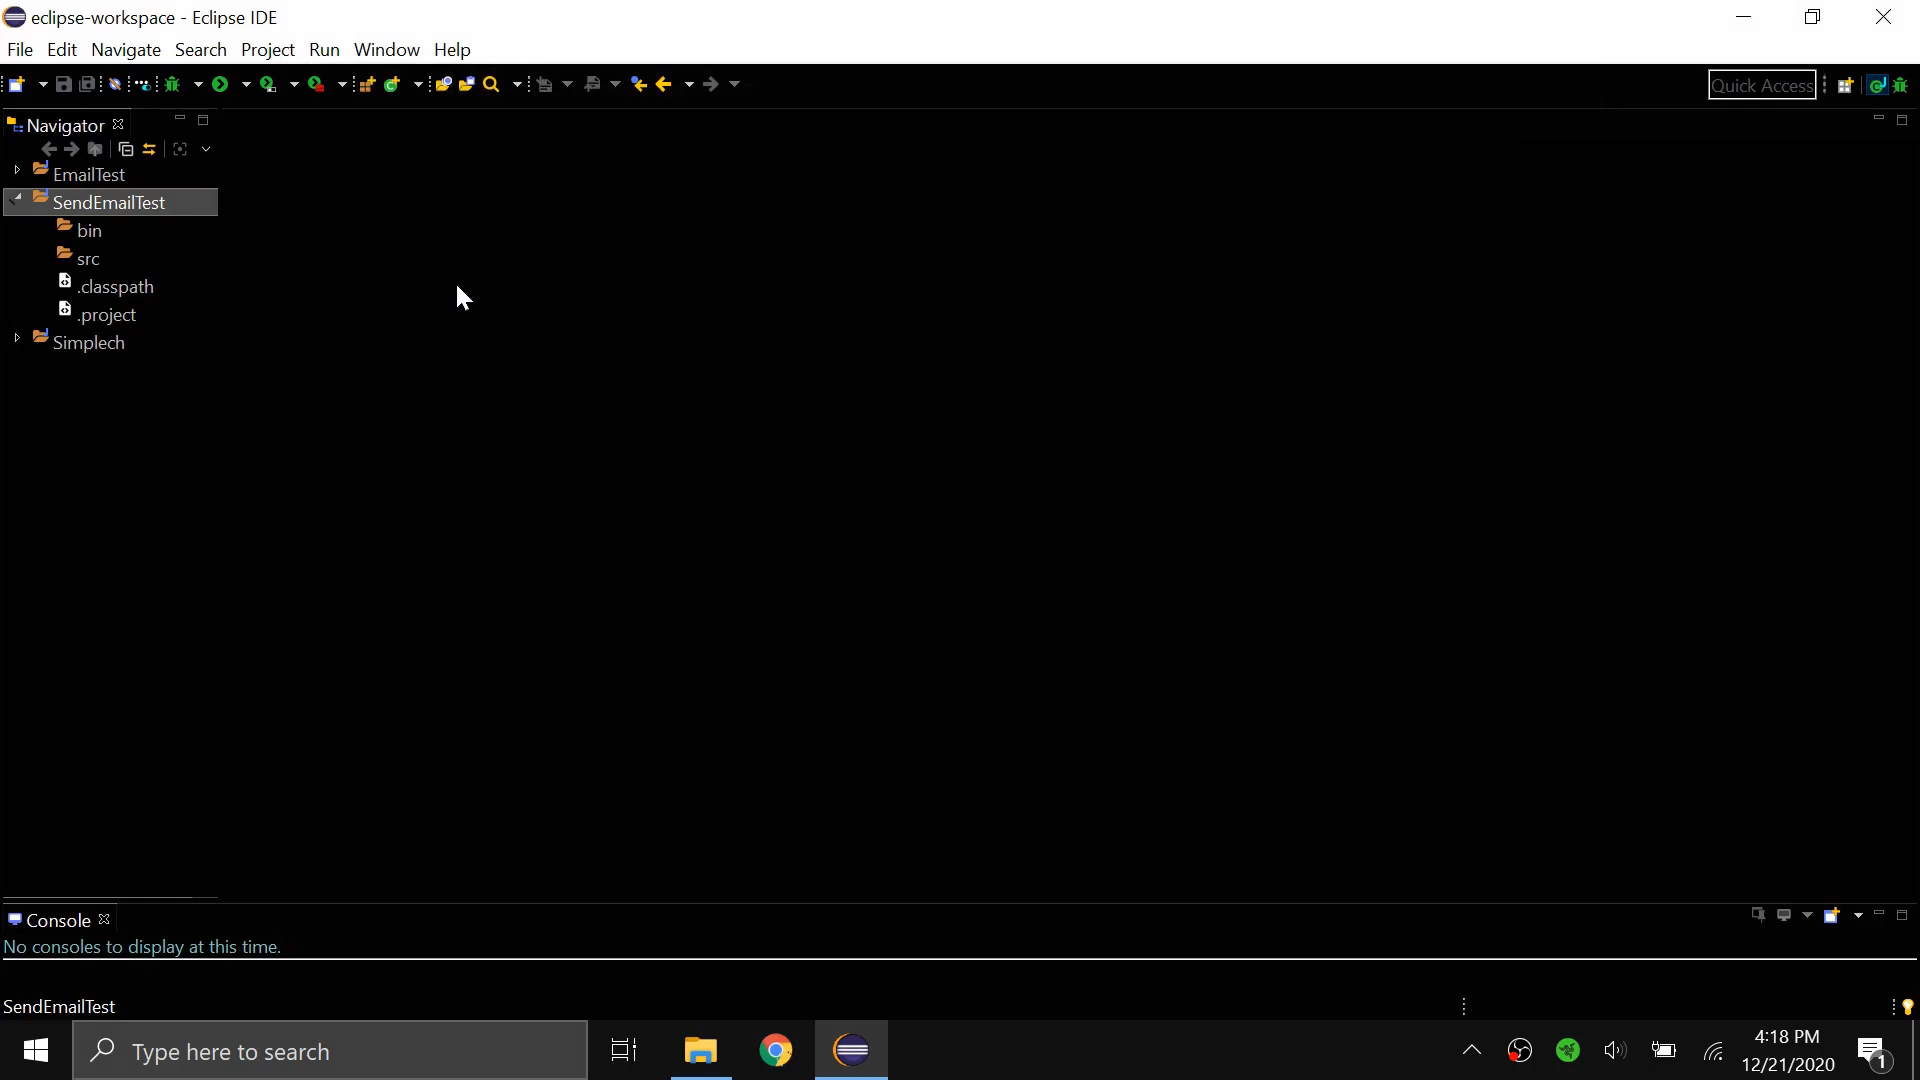 eclipse-workspace - Eclipse IDE
File Edit Navigate Search Project Run Window Help
Quick Access
Navigator
EmailTest
SendEmailTest
bin
src
.classpath
.project
Simplech
Console
No consoles to display at this time.
SendEmailTest
Type here to search
4:18 PM
12/21/2020
1